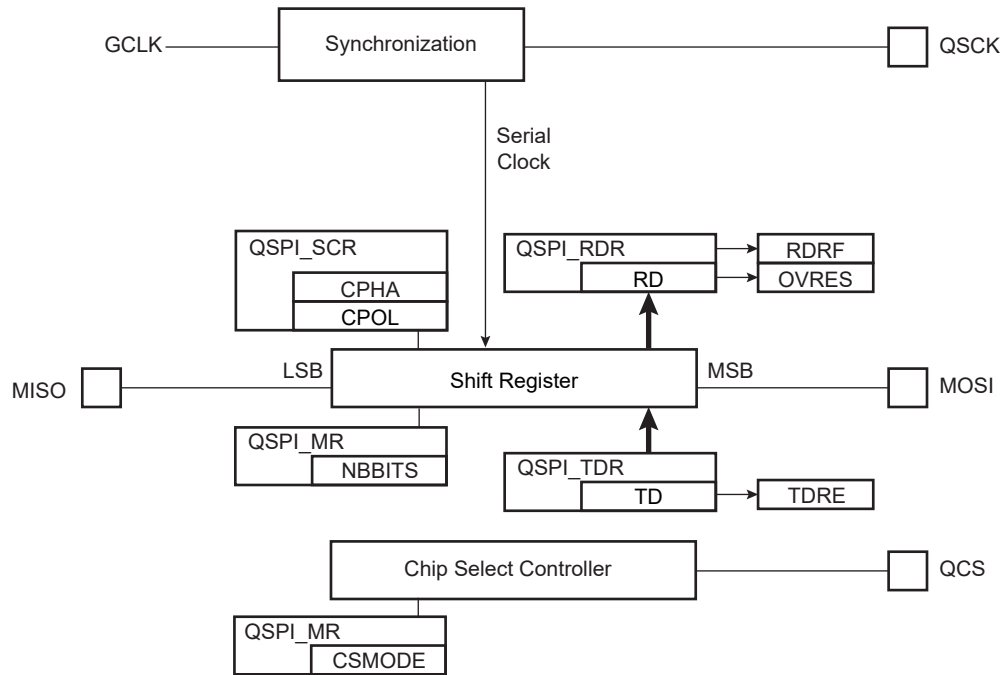 GCLK
Synchronization
QSCK
Serial
Clock
QSPI_SCR
CPHA
CPOL
QSPI_RDR
RD
RDRF
OVRES
MISO
LSB
Shift Register
MSB
MOSI
QSPI_MR
NBBITS
QSPI_TDR
TD
TDRE
Chip Select Controller
QCS
QSPI_MR
CSMODE